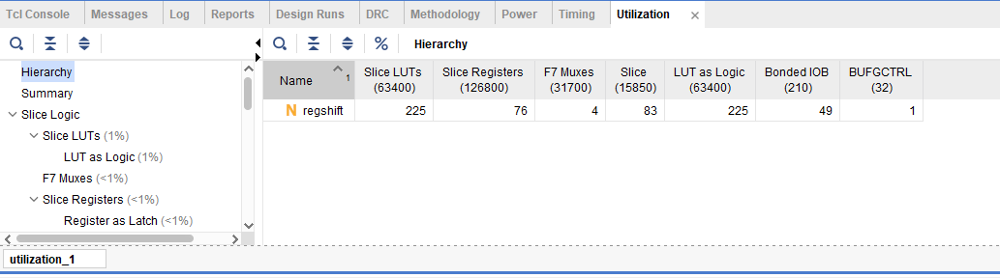 Tcl Console Messages Log Reports Design Runs DRC Methodology Power Timing Utilization
Hierarchy
Hierarchy
Summary
Slice Logic
Slice LUTs (1%)
LUT as Logic (1%)
F7 Muxes (<1%)
Slice Registers (<1%)
Register as Latch (<1%)
Name 1 Slice LUTs (63400) Slice Registers (126800) F7 Muxes (31700) Slice (15850) LUT as Logic (63400) Bonded IOB (210) BUFGCTRL (32)
N regshift 225 76 4 83 225 49 1
utilization_1